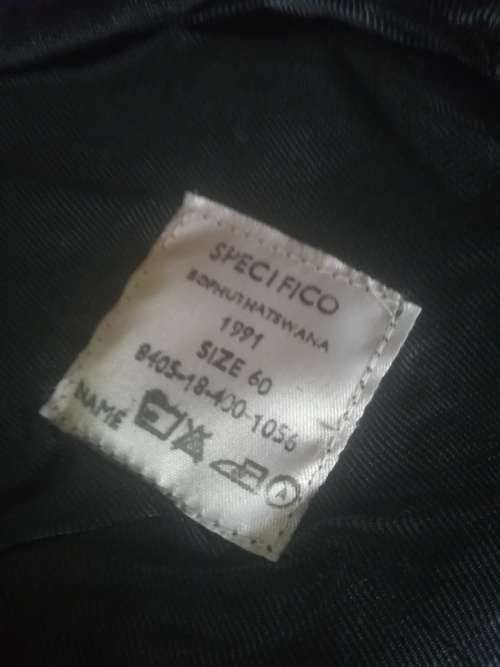 SPECIFICO
BOPHUTHATSWANA
1991
SIZE 60
8405-18-400-1056
NAME
A